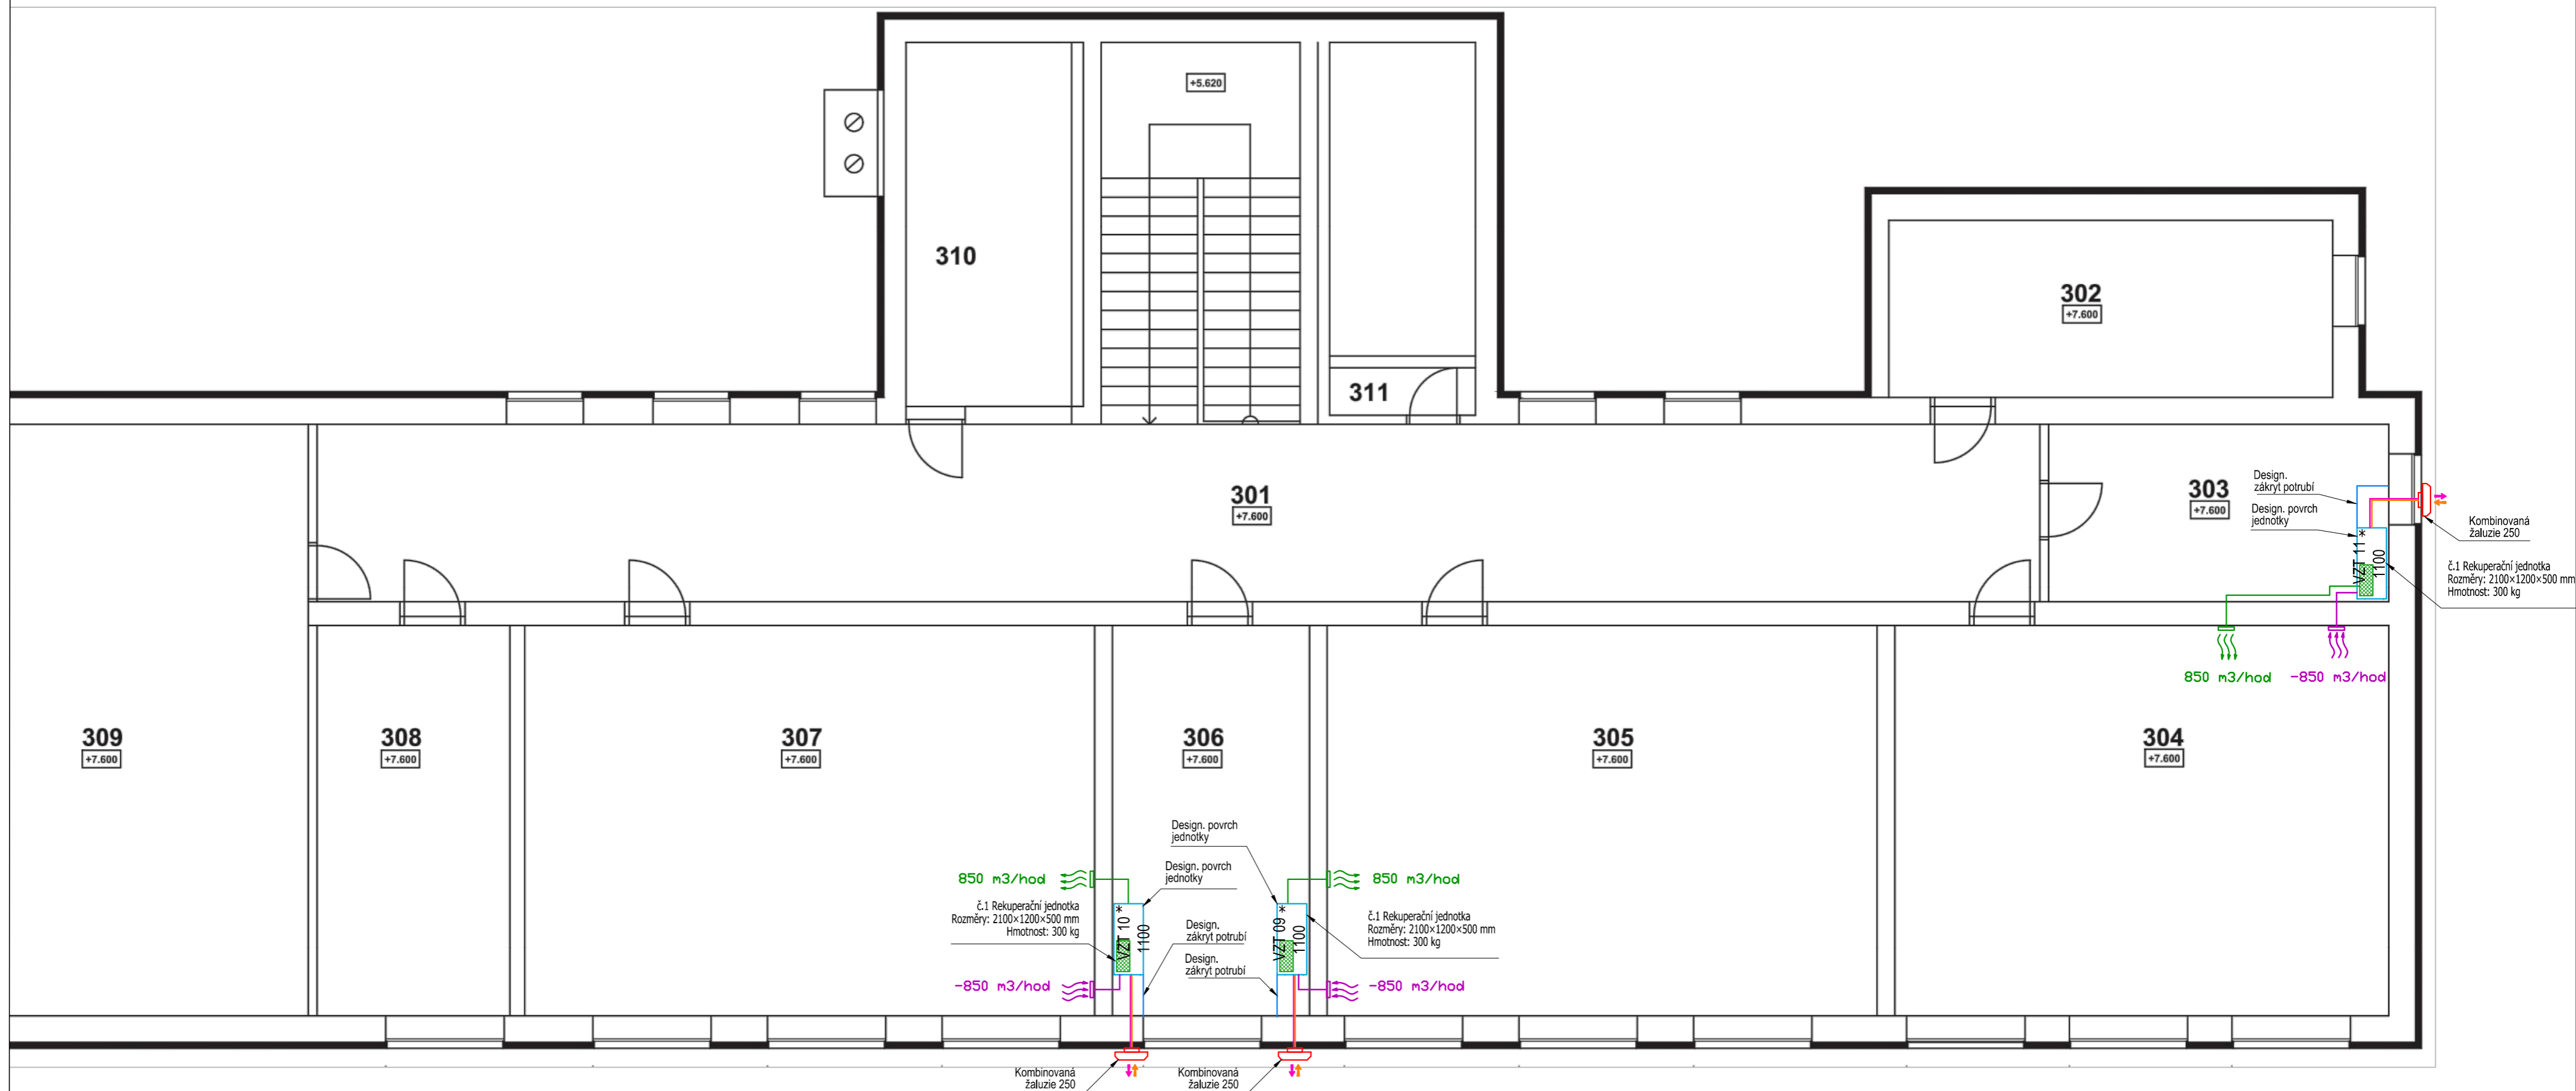 +5.620
310
302
+7.600
311
301
+7.600
303
+7.600
Design.
zákryt potrubí
Design. povrch
jednotky
VZT 11 *
1100
Kombinovaná
žaluzie 250
č.1 Rekuperační jednotka
Rozměry: 2100×1200×500 mm
Hmotnost: 300 kg
850 m3/hod
-850 m3/hod
309
+7.600
308
+7.600
307
+7.600
306
+7.600
305
+7.600
304
+7.600
Design. povrch
jednotky
Design. povrch
jednotky
850 m3/hod
850 m3/hod
č.1 Rekuperační jednotka
Rozměry: 2100×1200×500 mm
Hmotnost: 300 kg
VZT 10 *
1100
Design.
zákryt potrubí
Design.
zákryt potrubí
VZT 09 *
1100
č.1 Rekuperační jednotka
Rozměry: 2100×1200×500 mm
Hmotnost: 300 kg
-850 m3/hod
-850 m3/hod
Kombinovaná
žaluzie 250
Kombinovaná
žaluzie 250